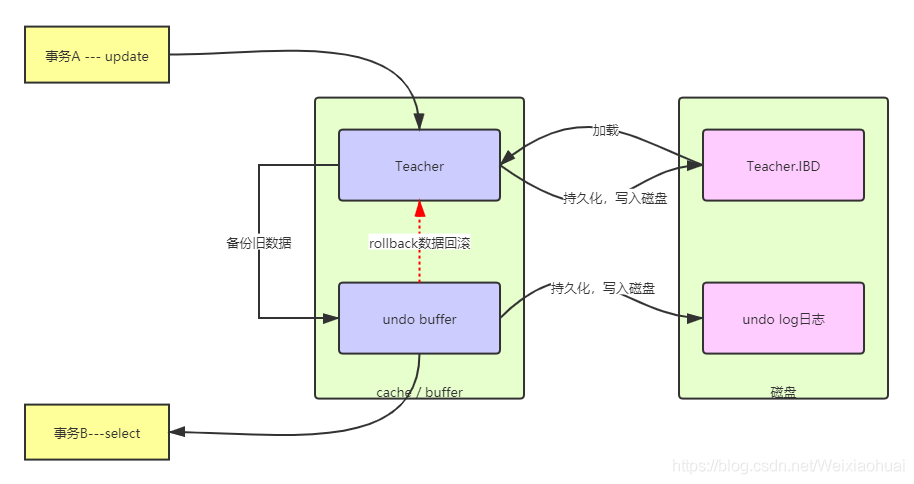 事务A --- update
加载
Teacher
Teacher.IBD
持久化，写入磁盘
备份旧数据
rollback数据回滚
持久化，写入磁盘
undo buffer
undo log日志
cache / buffer
磁盘
事务B---select
https://blog.csdn.net/Weixiaohuai